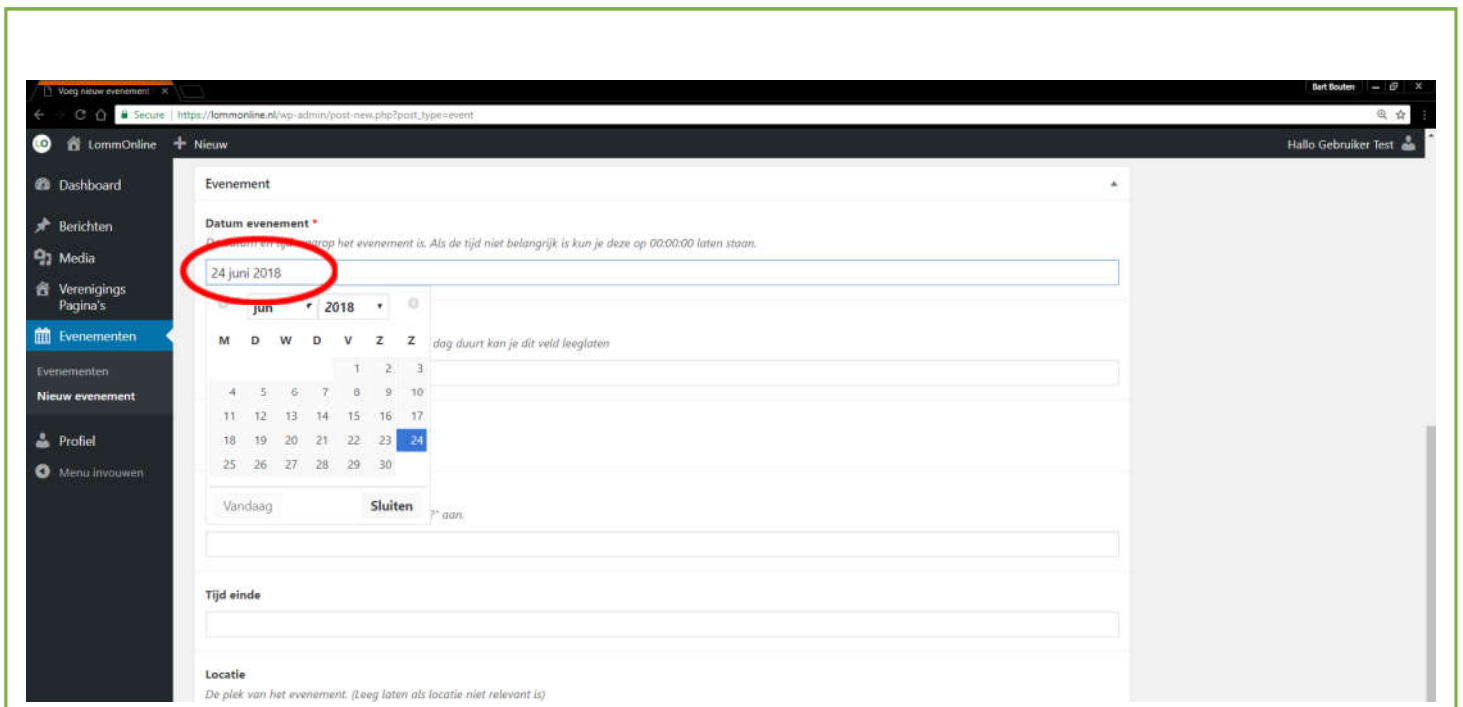 Voeg nieuw evenement
Bart Bouten
Secure | https://lommonline.nl/wp-admin/post-new.php?post_type=event
LommOnline + Nieuw
Hallo Gebruiker Test
Dashboard
Berichten
Media
Verenigings
Pagina's
Evenementen
Evenementen
Nieuw evenement
Profiel
Menu invouwen
Evenement
Datum evenement *
het evenement is. Als de tijd niet belangrijk is kun je deze op 00:00:00 laten staan.
24 juni 2018
jun 2018
M D W D V Z Z
dag duurt kan je dit veld leeglaten
1 2 3
4 5 6 7 8 9 10
11 12 13 14 15 16 17
18 19 20 21 22 23 24
25 26 27 28 29 30
Vandaag Sluiten
?" aan.
Tijd einde
Locatie
De plek van het evenement. (Leeg laten als locatie niet relevant is)